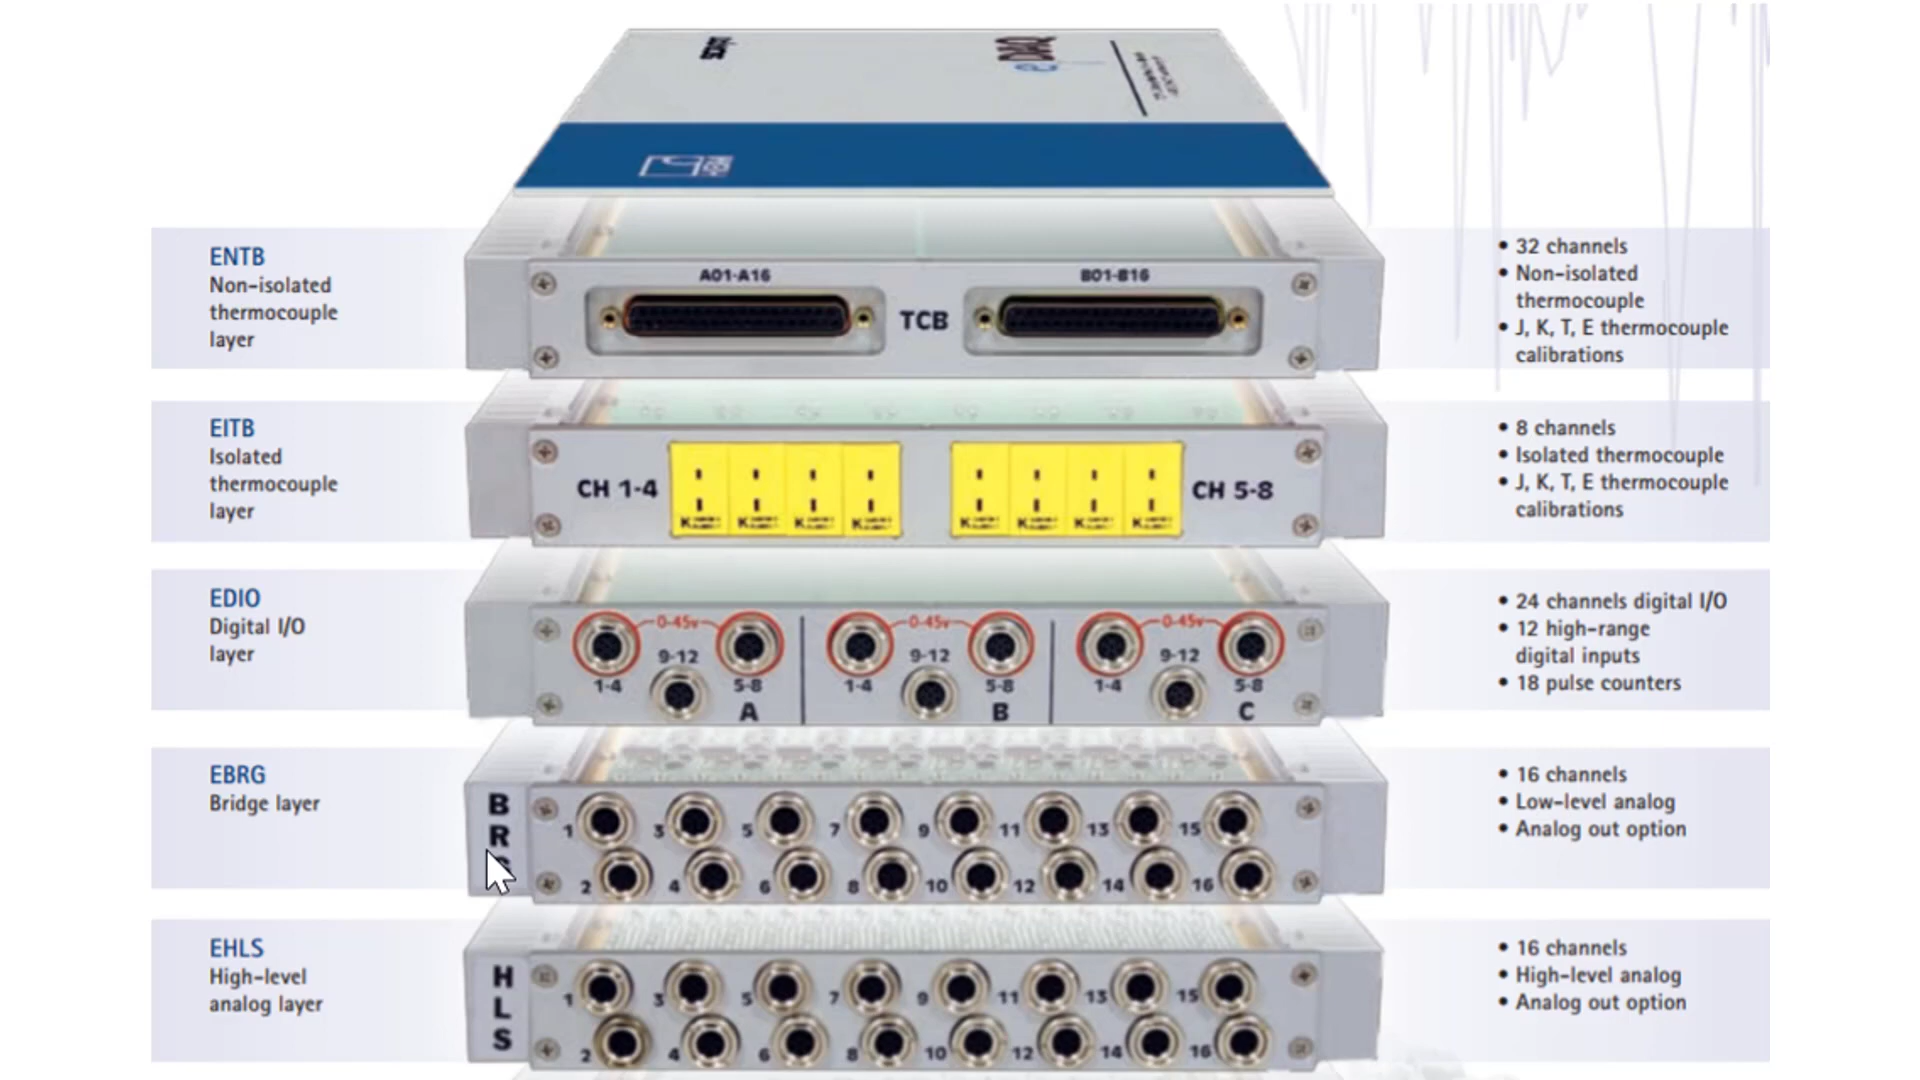 HBM
eDAQ
ENTB
Non-isolated
thermocouple
layer
A01-A16
B01-B16
TCB
• 32 channels
• Non-isolated
thermocouple
• J, K, T, E thermocouple
calibrations
EITB
Isolated
thermocouple
layer
CH 1-4
K K K K
K K K K
CH 5-8
• 8 channels
• Isolated thermocouple
• J, K, T, E thermocouple
calibrations
EDIO
Digital I/O
layer
0-45v 0-45v 0-45v
9-12 9-12 9-12
1-4 5-8 1-4 5-8 1-4 5-8
A B C
• 24 channels digital I/O
• 12 high-range
digital inputs
• 18 pulse counters
EBRG
Bridge layer
B
R
1 3 5 7 9 11 13 15
2 4 6 8 10 12 14 16
• 16 channels
• Low-level analog
• Analog out option
EHLS
High-level
analog layer
H
L
S
1 3 5 7 9 11 13 15
2 4 6 8 10 12 14 16
• 16 channels
• High-level analog
• Analog out option